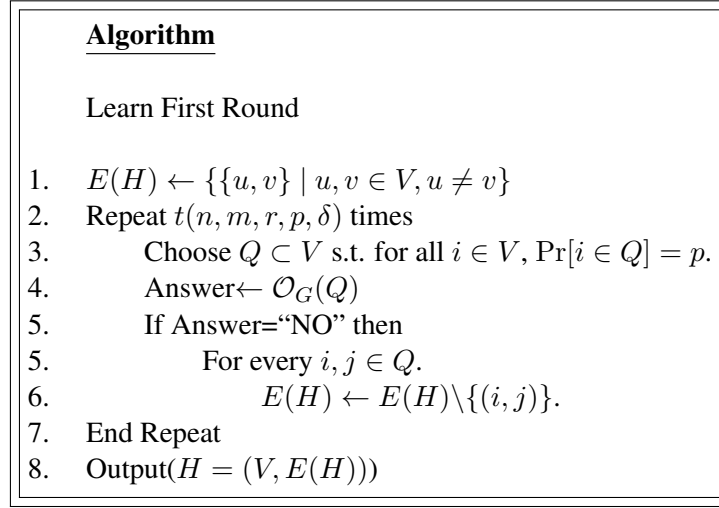 Algorithm
Learn First Round
1. E(H) ← {{u, v} | u, v ∈ V, u ≠ v}
2. Repeat t(n, m, r, p, δ) times
3. Choose Q ⊂ V s.t. for all i ∈ V, Pr[i ∈ Q] = p.
4. Answer← O_G(Q)
5. If Answer=“NO” then
5. For every i, j ∈ Q.
6. E(H) ← E(H)\{(i, j)}.
7. End Repeat
8. Output(H = (V, E(H)))